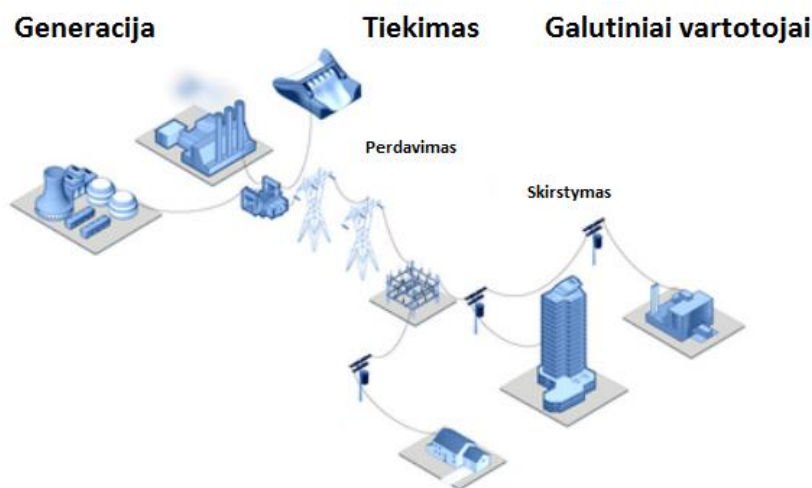 Generacija
Tiekimas
Galutiniai vartotojai
Perdavimas
Skirstymas